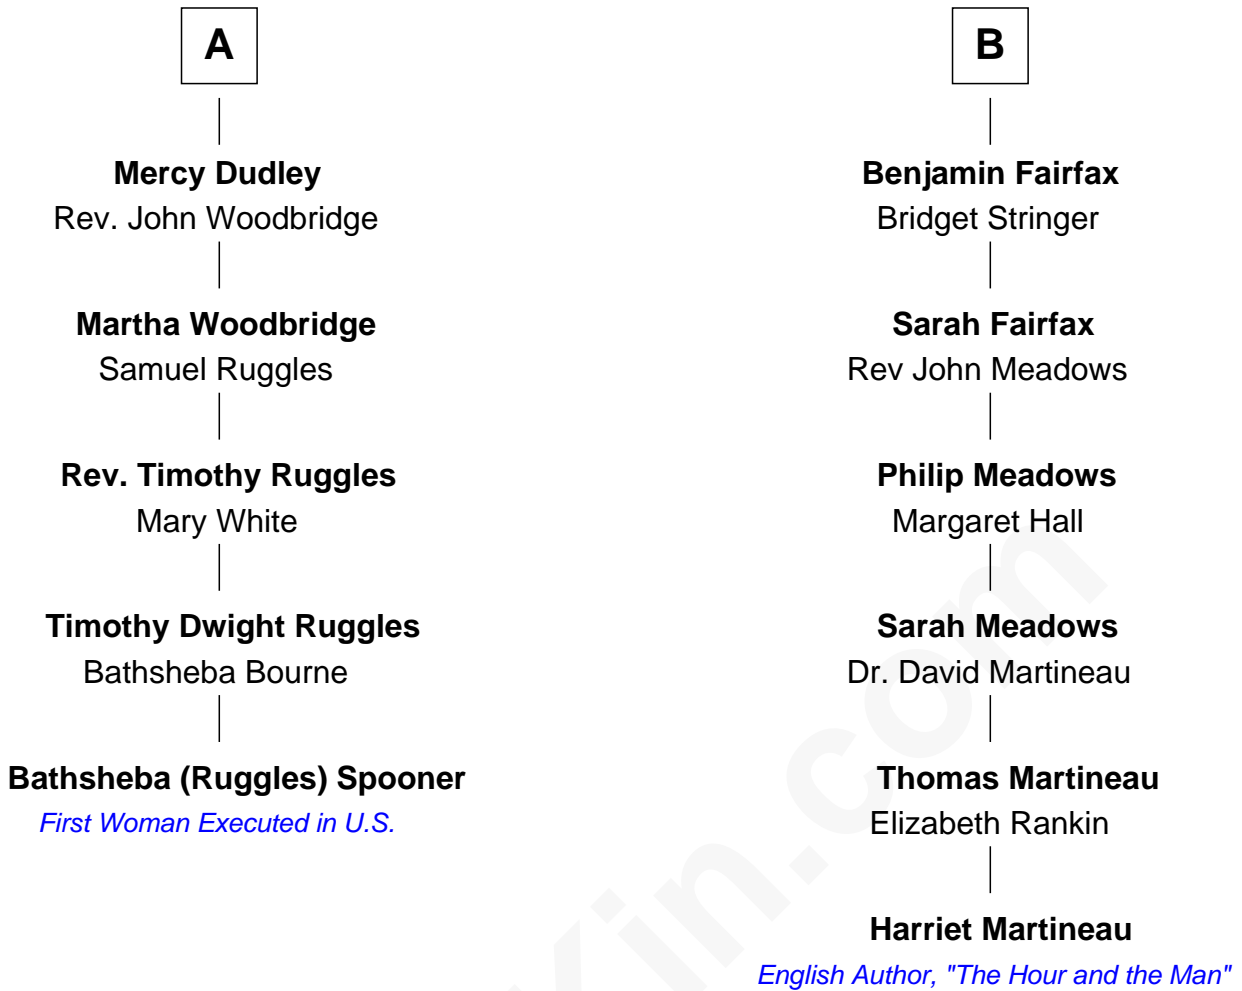 A
Mercy Dudley
Rev. John Woodbridge
Martha Woodbridge
Samuel Ruggles
Rev. Timothy Ruggles
Mary White
Timothy Dwight Ruggles
Bathsheba Bourne
Bathsheba (Ruggles) Spooner
First Woman Executed in U.S.
B
Benjamin Fairfax
Bridget Stringer
Sarah Fairfax
Rev John Meadows
Philip Meadows
Margaret Hall
Sarah Meadows
Dr. David Martineau
Thomas Martineau
Elizabeth Rankin
Harriet Martineau
English Author, "The Hour and the Man"
Kin.com